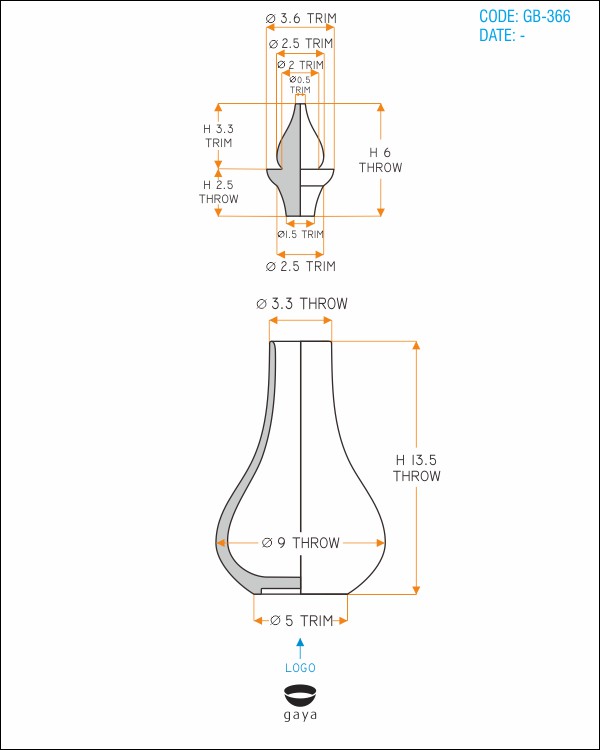 CODE: GB-366
DATE: -
Ø 3.6 TRIM
Ø 2.5 TRIM
Ø 2 TRIM
Ø0.5
TRIM
H 3.3
TRIM
H 6
THROW
H 2.5
THROW
Ø1.5 TRIM
Ø 2.5 TRIM
Ø 3.3 THROW
H 13.5
THROW
Ø 9 THROW
Ø 5 TRIM
LOGO
gaya